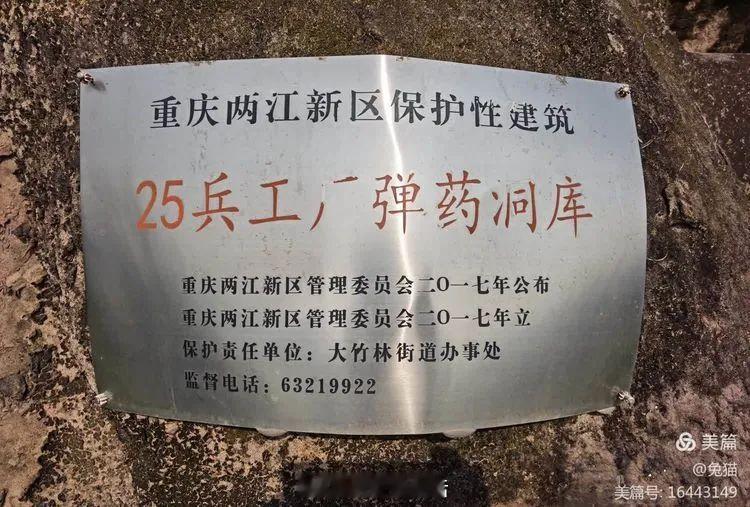 重庆两江新区保护性建筑
25兵工厂弹药洞库
重庆两江新区管理委员会二〇一七年公布
重庆两江新区管理委员会二〇一七年立
保护责任单位：大竹林街道办事处
监督电话：63219922
美篇
@兔猫
美篇号: 16443149